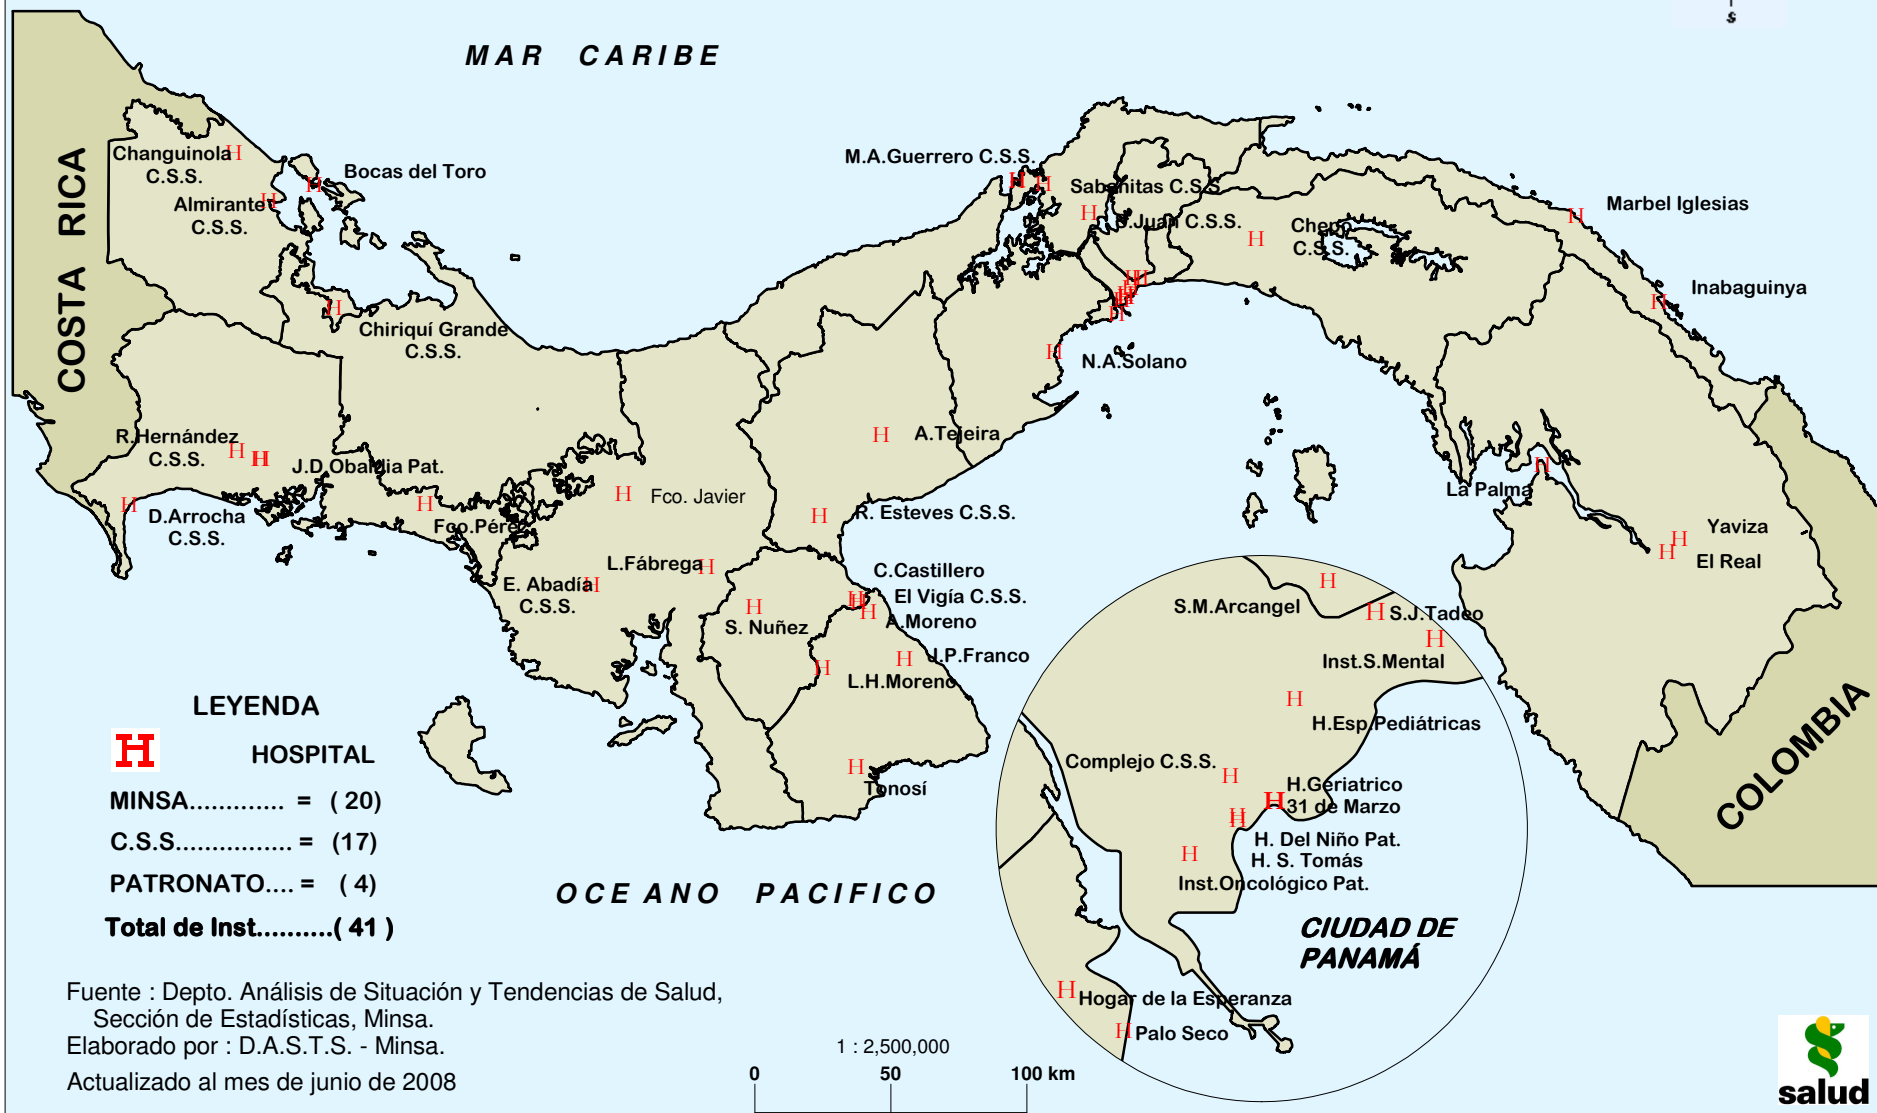 S
MAR CARIBE
COSTA RICA
Changuinola
C.S.S.
Bocas del Toro
Almirante
C.S.S.
Chiriquí Grande
C.S.S.
M.A.Guerrero C.S.S.
Sabanitas C.S.S
S.Juan C.S.S.
Chepo
C.S.S.
Marbel Iglesias
Inabaguinya
N.A.Solano
R.Hernández
C.S.S.
J.D.Obaldia Pat.
D.Arrocha
C.S.S.
Fco.Pérez
Fco. Javier
A.Tejeira
R. Esteves C.S.S.
L.Fábrega
E. Abadía
C.S.S.
C.Castillero
El Vigía C.S.S.
A.Moreno
S. Nuñez
J.P.Franco
L.H.Moreno
Tonosí
La Palma
Yaviza
El Real
COLOMBIA
S.M.Arcangel
S.J.Tadeo
Inst.S.Mental
H.Esp.Pediátricas
Complejo C.S.S.
H.Geriatrico
31 de Marzo
H. Del Niño Pat.
H. S. Tomás
Inst.Oncológico Pat.
CIUDAD DE
PANAMÁ
Hogar de la Esperanza
Palo Seco
OCEANO PACIFICO
LEYENDA
H HOSPITAL
MINSA............. = ( 20)
C.S.S................. = (17)
PATRONATO.... = ( 4)
Total de Inst..........( 41 )
Fuente : Depto. Análisis de Situación y Tendencias de Salud,
Sección de Estadísticas, Minsa.
Elaborado por : D.A.S.T.S. - Minsa.
Actualizado al mes de junio de 2008
1 : 2,500,000
0 50 100 km
salud